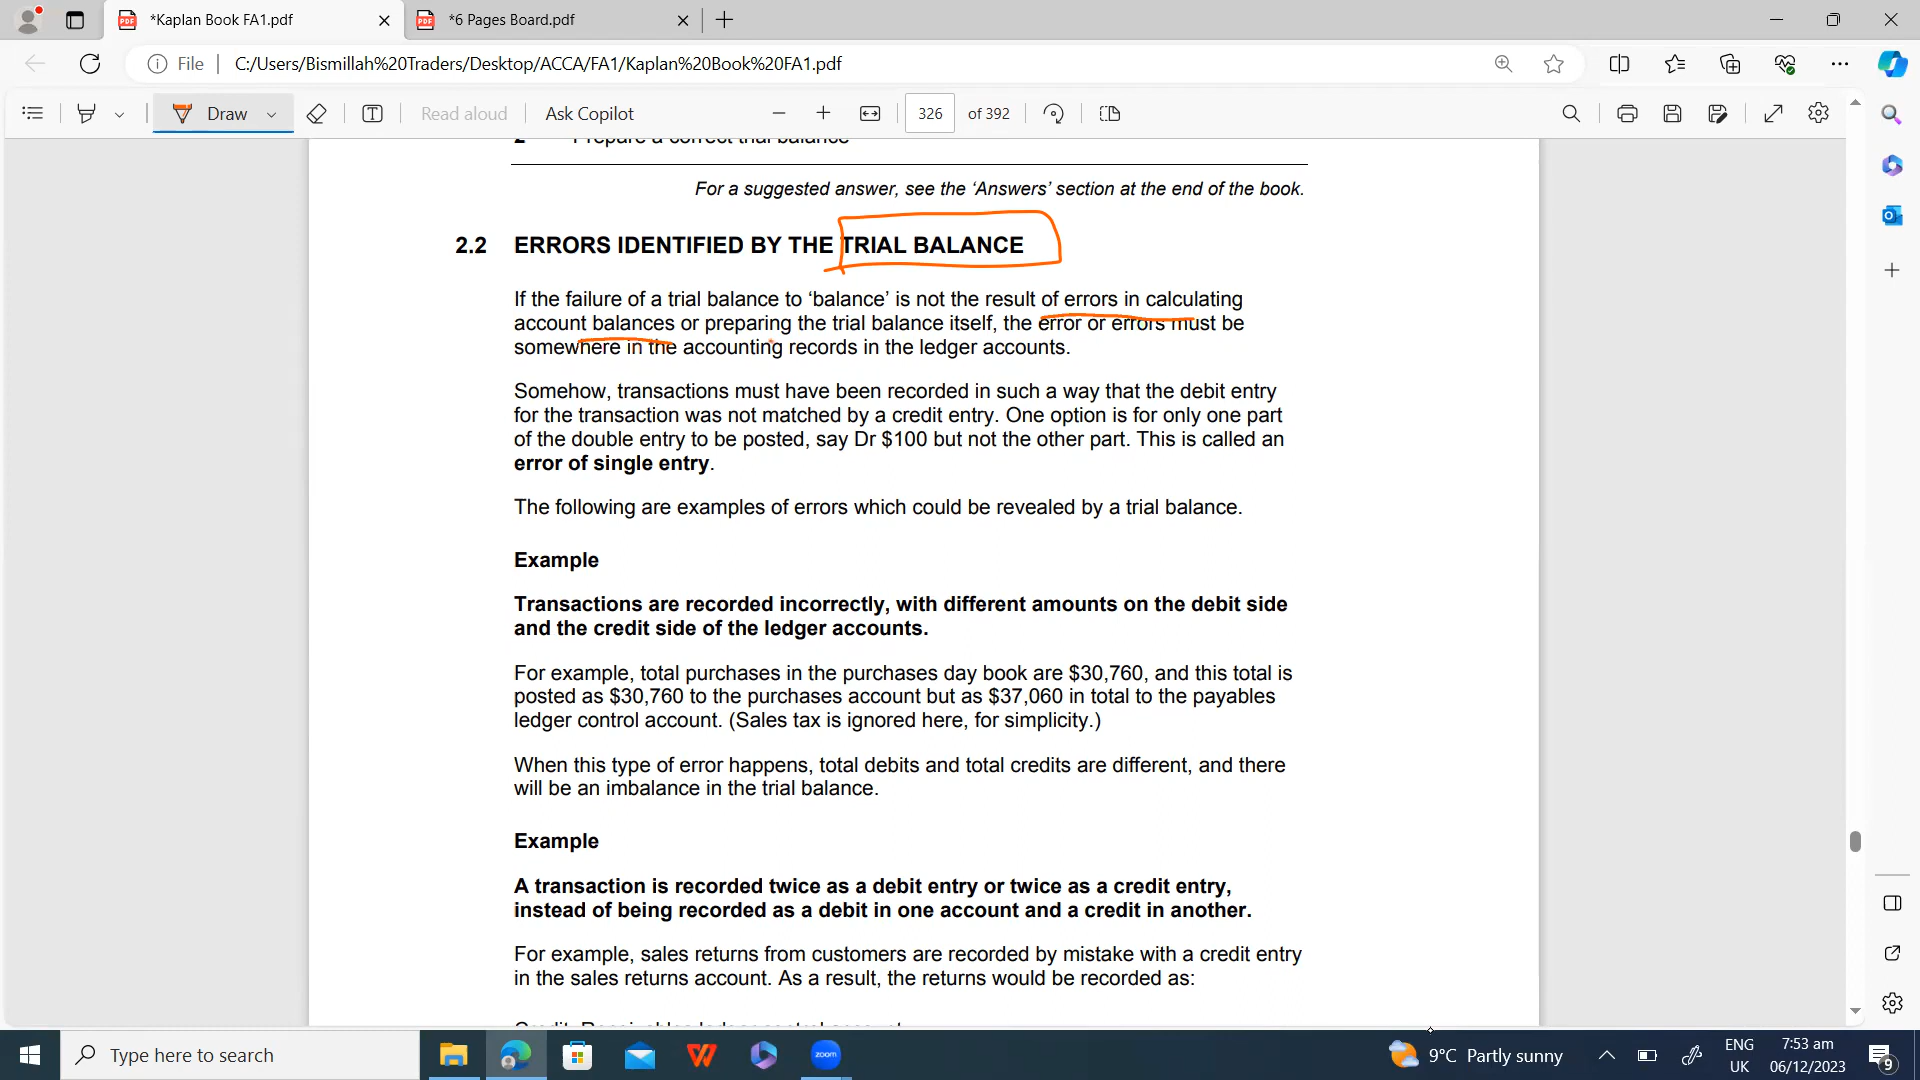 *Kaplan Book FA1.pdf
*6 Pages Board.pdf
File
C:/Users/Bismillah%20Traders/Desktop/ACCA/FA1/Kaplan%20Book%20FA1.pdf
Draw
Read aloud
Ask Copilot
326
of 392
2 Prepare a correct trial balance
For a suggested answer, see the ‘Answers’ section at the end of the book.
2.2 ERRORS IDENTIFIED BY THE TRIAL BALANCE
If the failure of a trial balance to ‘balance’ is not the result of errors in calculating
account balances or preparing the trial balance itself, the error or errors must be
somewhere in the accounting records in the ledger accounts.
Somehow, transactions must have been recorded in such a way that the debit entry
for the transaction was not matched by a credit entry. One option is for only one part
of the double entry to be posted, say Dr $100 but not the other part. This is called an
error of single entry.
The following are examples of errors which could be revealed by a trial balance.
Example
Transactions are recorded incorrectly, with different amounts on the debit side
and the credit side of the ledger accounts.
For example, total purchases in the purchases day book are $30,760, and this total is
posted as $30,760 to the purchases account but as $37,060 in total to the payables
ledger control account. (Sales tax is ignored here, for simplicity.)
When this type of error happens, total debits and total credits are different, and there
will be an imbalance in the trial balance.
Example
A transaction is recorded twice as a debit entry or twice as a credit entry,
instead of being recorded as a debit in one account and a credit in another.
For example, sales returns from customers are recorded by mistake with a credit entry
in the sales returns account. As a result, the returns would be recorded as:
Type here to search
zoom
9°C Partly sunny
ENG
UK
7:53 am
06/12/2023
9